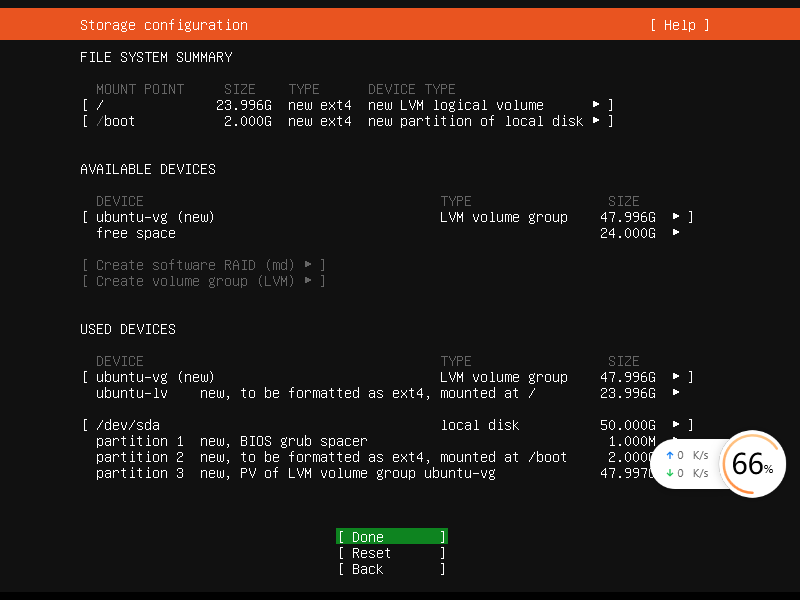 Storage configuration [ Help ]
FILE SYSTEM SUMMARY
MOUNT POINT SIZE TYPE DEVICE TYPE
[ / 23.996G new ext4 new LVM logical volume ▸ ]
[ /boot 2.000G new ext4 new partition of local disk ▸ ]
AVAILABLE DEVICES
DEVICE TYPE SIZE
[ ubuntu-vg (new) LVM volume group 47.996G ▸ ]
free space 24.000G ▸
[ Create software RAID (md) ▸ ]
[ Create volume group (LVM) ▸ ]
USED DEVICES
DEVICE TYPE SIZE
[ ubuntu-vg (new) LVM volume group 47.996G ▸ ]
ubuntu-lv new, to be formatted as ext4, mounted at / 23.996G ▸
[ /dev/sda local disk 50.000G ▸ ]
partition 1 new, BIOS grub spacer 1.000M ▸
partition 2 new, to be formatted as ext4, mounted at /boot 2.000G
partition 3 new, PV of LVM volume group ubuntu-vg 47.997G
↑ 0 K/s
↓ 0 K/s
66%
[ Done ]
[ Reset ]
[ Back ]